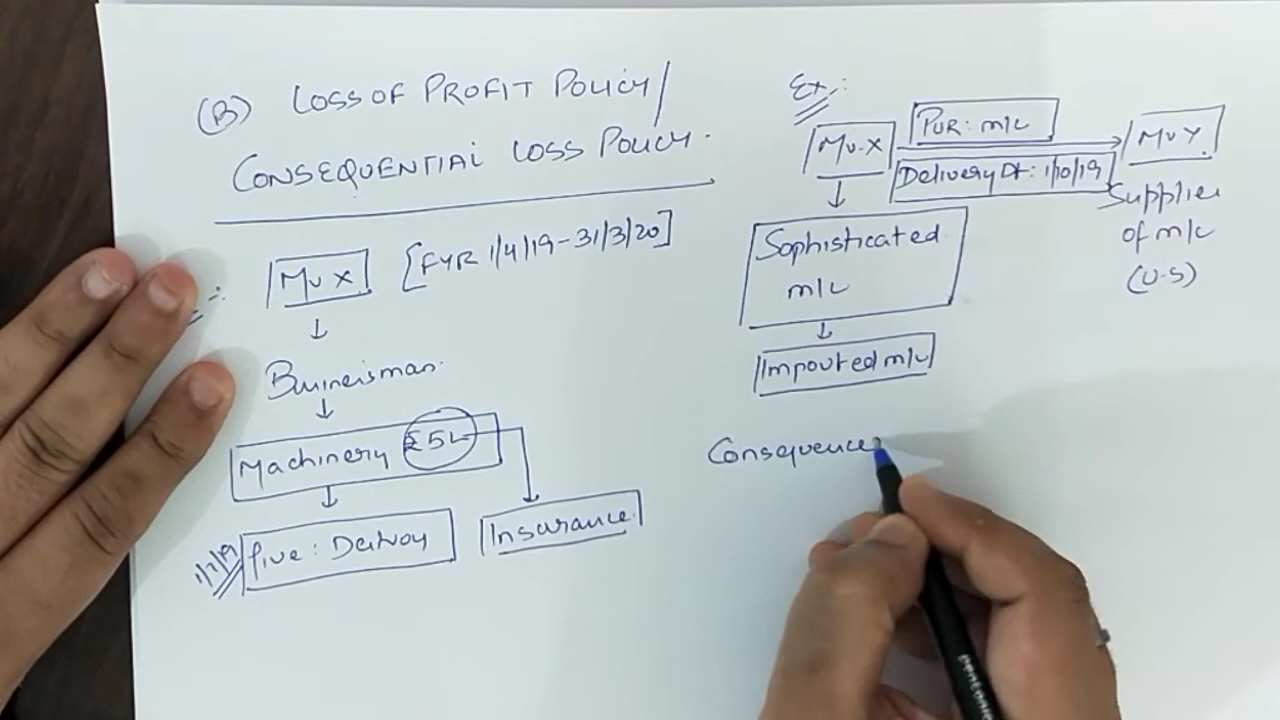 (B) LOSS OF PROFIT POLICY/
CONSEQUENTIAL LOSS POLICY.
Mr X [FYR 1/4/19-31/3/20]
↓
Businessman.
↓
Machinery ₹5L
↓
1/7/19 fire: Destroy
Insurance
Ex:
Mr. X
PUR: m/c
Delivery Dt: 1/10/19
Mr Y.
Supplier
of m/c
(U.S)
↓
Sophisticated
m/c
↓
Imported m/c
Consequence
pentonic